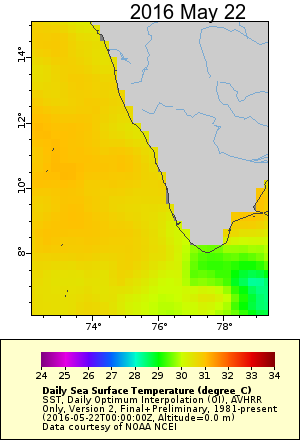 2016 May 22
14°
12°
10°
8°
74°
76°
78°
24 25 26 27 28 29 30 31 32 33 34
Daily Sea Surface Temperature (degree_C)
SST, Daily Optimum Interpolation (OI), AVHRR
Only, Version 2, Final+Preliminary, 1981-present
(2016-05-22T00:00:00Z, Altitude=0.0 m)
Data courtesy of NOAA NCEI